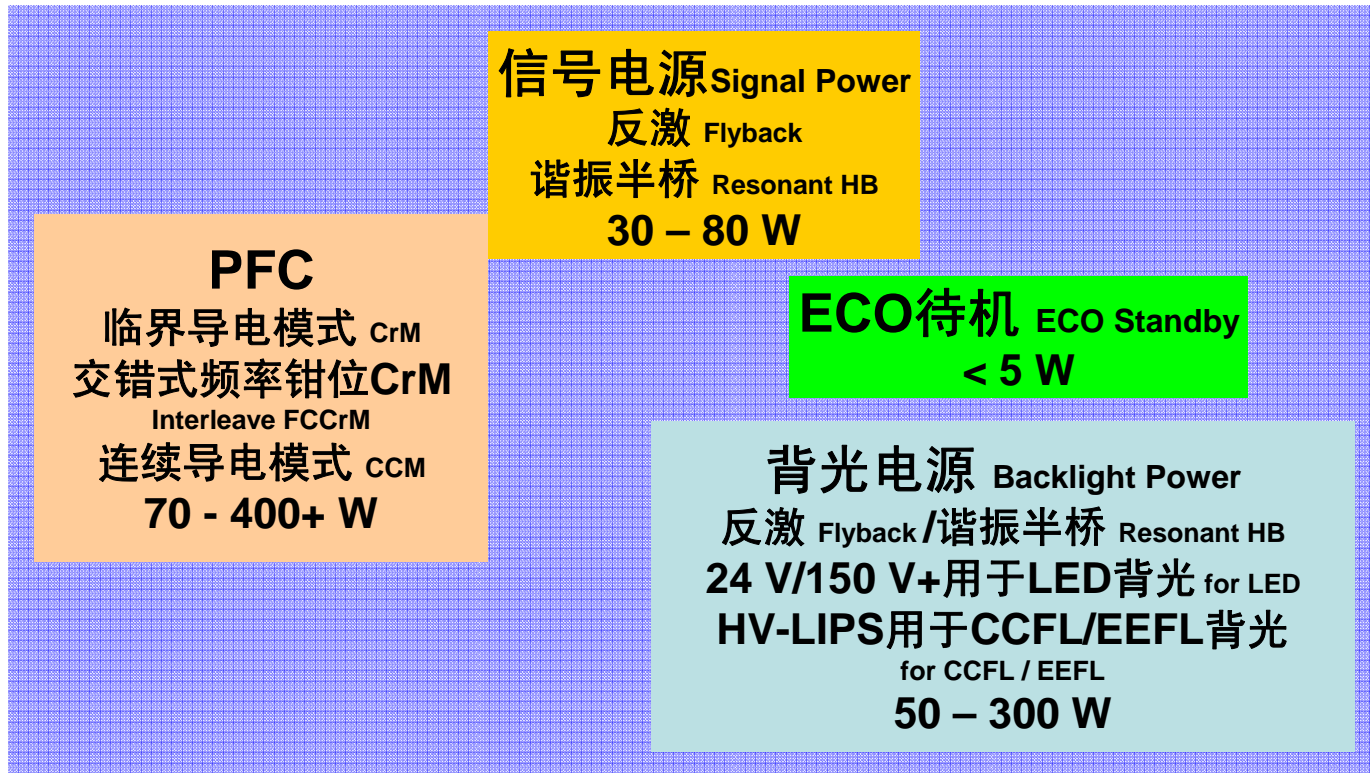 信号电源Signal Power
反激 Flyback
谐振半桥 Resonant HB
30 – 80 W
PFC
临界导电模式 CrM
交错式频率钳位CrM
Interleave FCCrM
连续导电模式 CCM
70 - 400+ W
ECO待机 ECO Standby
< 5 W
背光电源 Backlight Power
反激 Flyback/谐振半桥 Resonant HB
24 V/150 V+用于LED背光 for LED
HV-LIPS用于CCFL/EEFL背光
for CCFL / EEFL
50 – 300 W